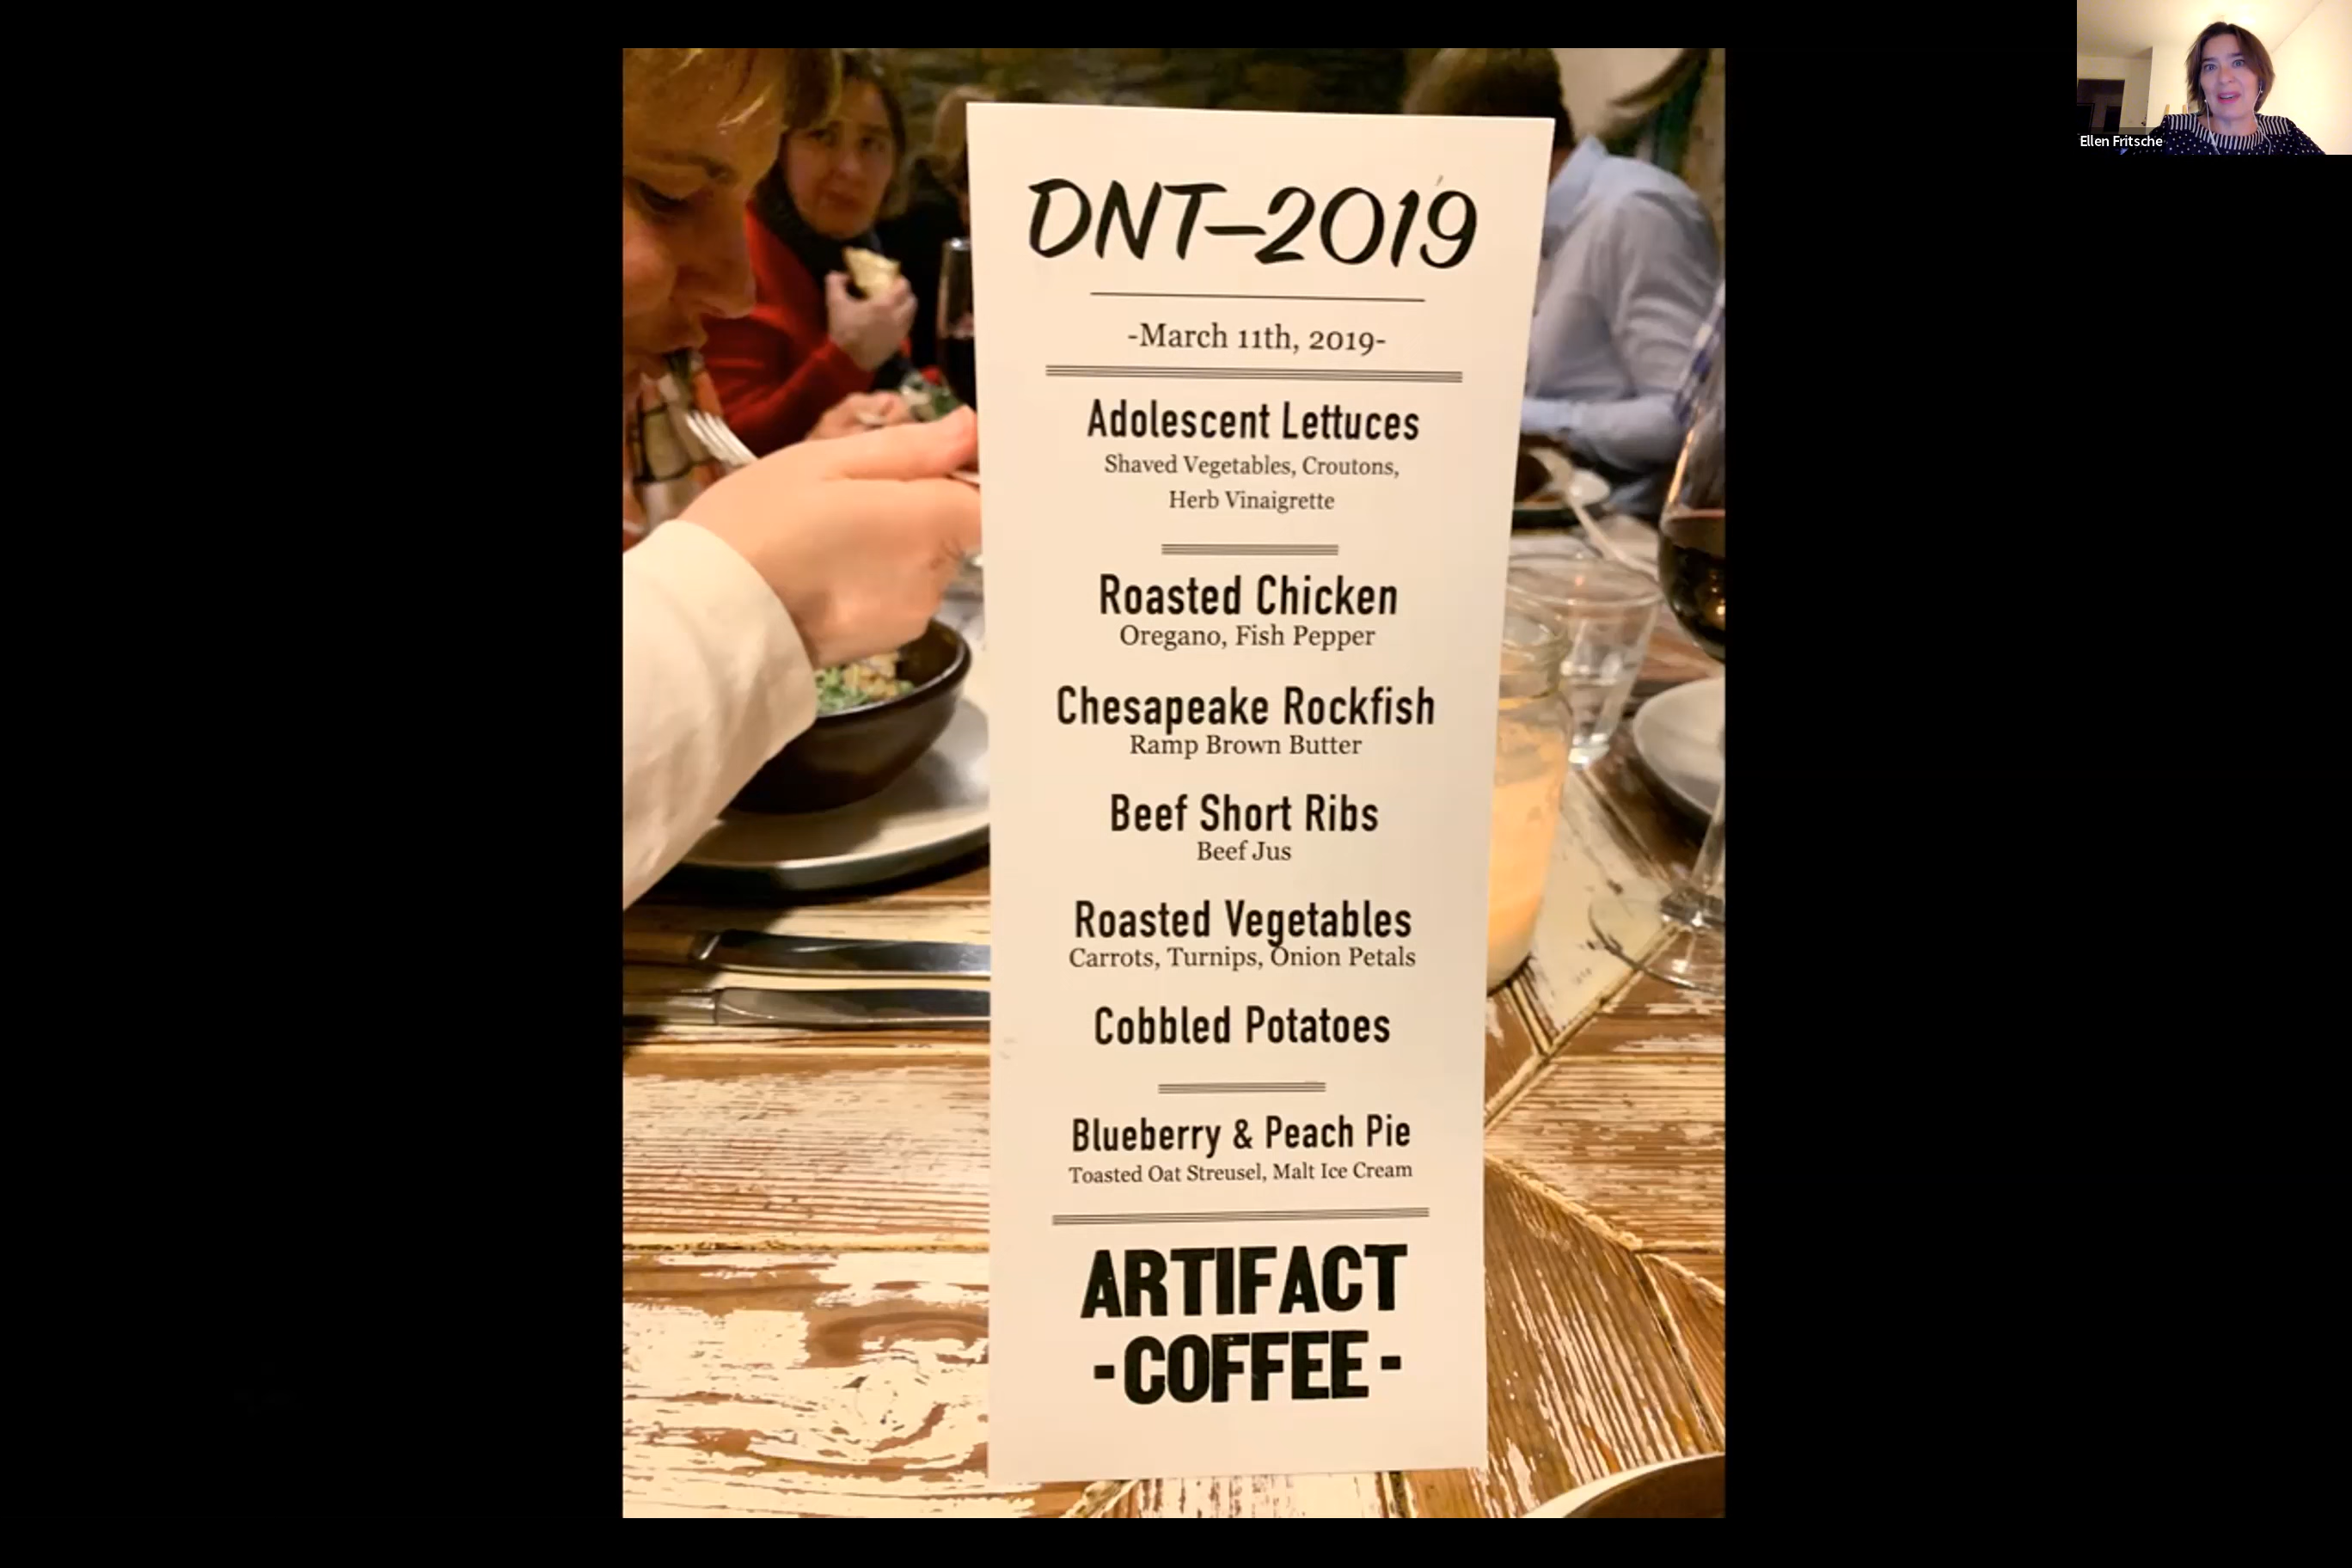 DNT-2019
-March 11th, 2019-
Adolescent Lettuces
Shaved Vegetables, Croutons,
Herb Vinaigrette
Roasted Chicken
Oregano, Fish Pepper
Chesapeake Rockfish
Ramp Brown Butter
Beef Short Ribs
Beef Jus
Roasted Vegetables
Carrots, Turnips, Onion Petals
Cobbled Potatoes
Blueberry & Peach Pie
Toasted Oat Streusel, Malt Ice Cream
ARTIFACT
-COFFEE-
Ellen Fritsche